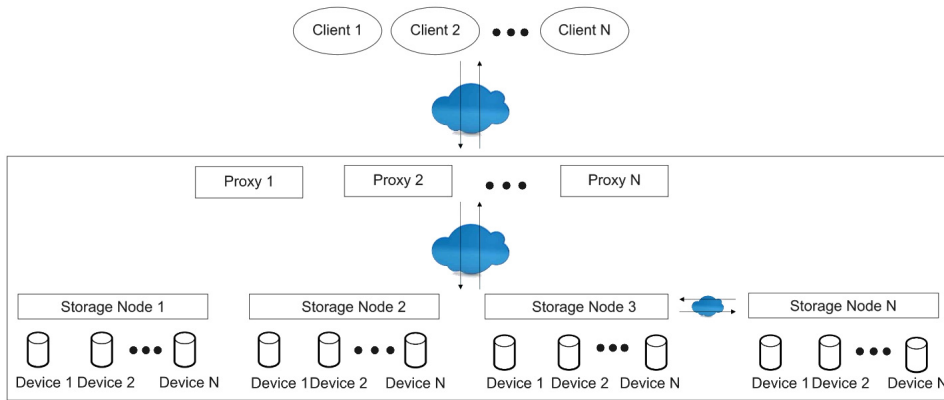 Client 1 Client 2 Client N
Proxy 1 Proxy 2 Proxy N
Storage Node 1 Storage Node 2 Storage Node 3 Storage Node N
Device 1 Device 2 Device N Device 1 Device 2 Device N Device 1 Device 2 Device N Device 1 Device 2 Device N